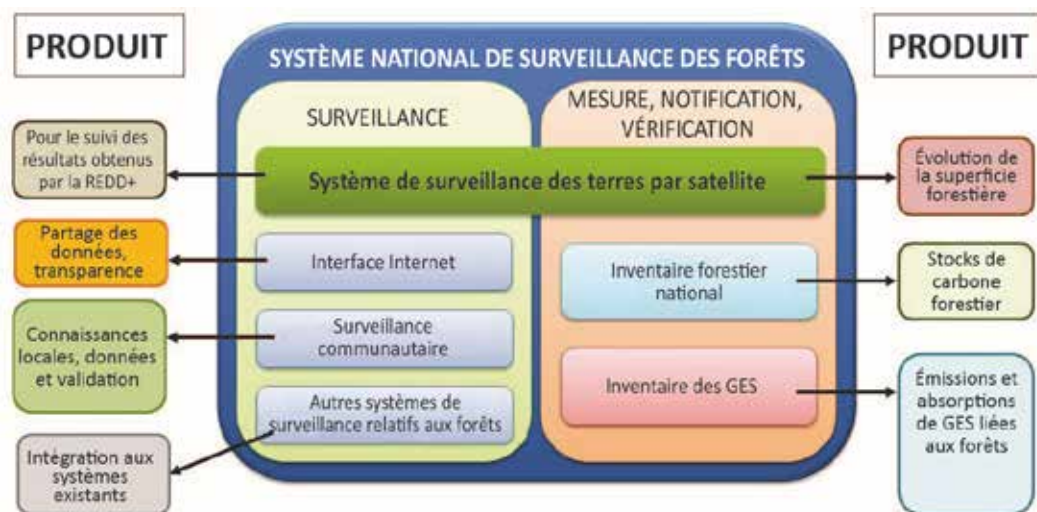 PRODUIT
SYSTÈME NATIONAL DE SURVEILLANCE DES FORÊTS
PRODUIT
SURVEILLANCE
MESURE, NOTIFICATION,
VÉRIFICATION
Pour le suivi des
résultats obtenus
par la REDD+
Système de surveillance des terres par satellite
Évolution de
la superficie
forestière
Partage des
données,
transparence
Interface Internet
Inventaire forestier
national
Stocks de
carbone
forestier
Connaissances
locales, données
et validation
Surveillance
communautaire
Inventaire des GES
Émissions et
absorptions
de GES liées
aux forêts
Autres systèmes de
surveillance relatifs aux forêts
Intégration aux
systèmes
existants